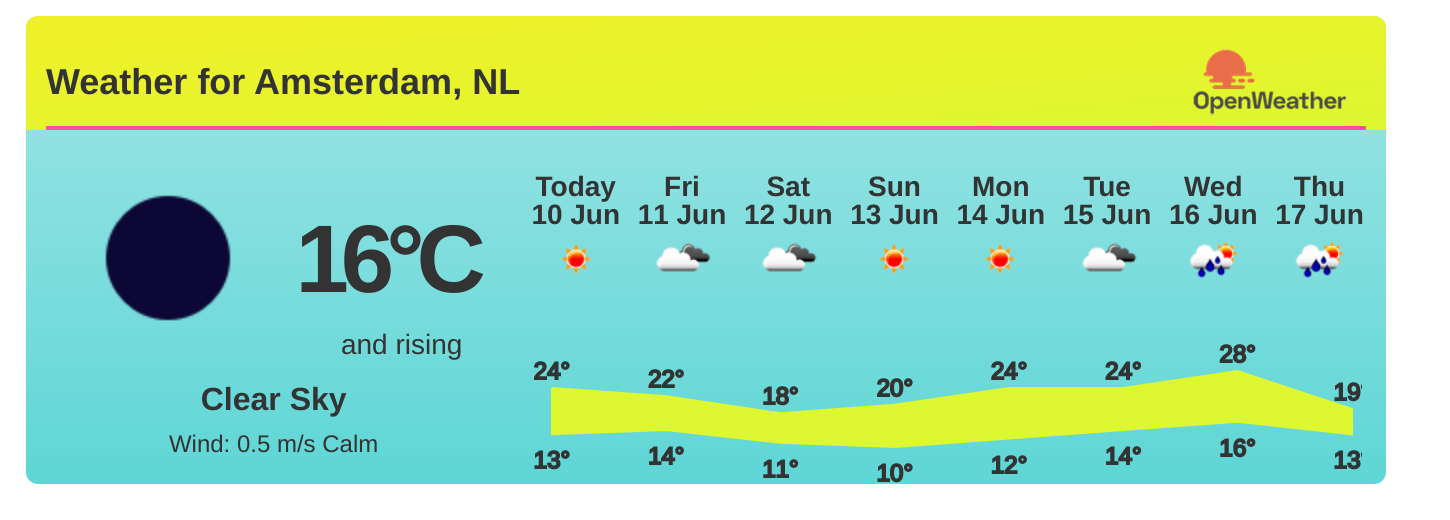 Weather for Amsterdam, NL
OpenWeather
Today Fri Sat Sun Mon Tue Wed Thu
10 Jun 11 Jun 12 Jun 13 Jun 14 Jun 15 Jun 16 Jun 17 Jun
16°C
and rising
Clear Sky
Wind: 0.5 m/s Calm
24° 22° 18° 20° 24° 24° 28° 19°
13° 14° 11° 10° 12° 14° 16° 13°